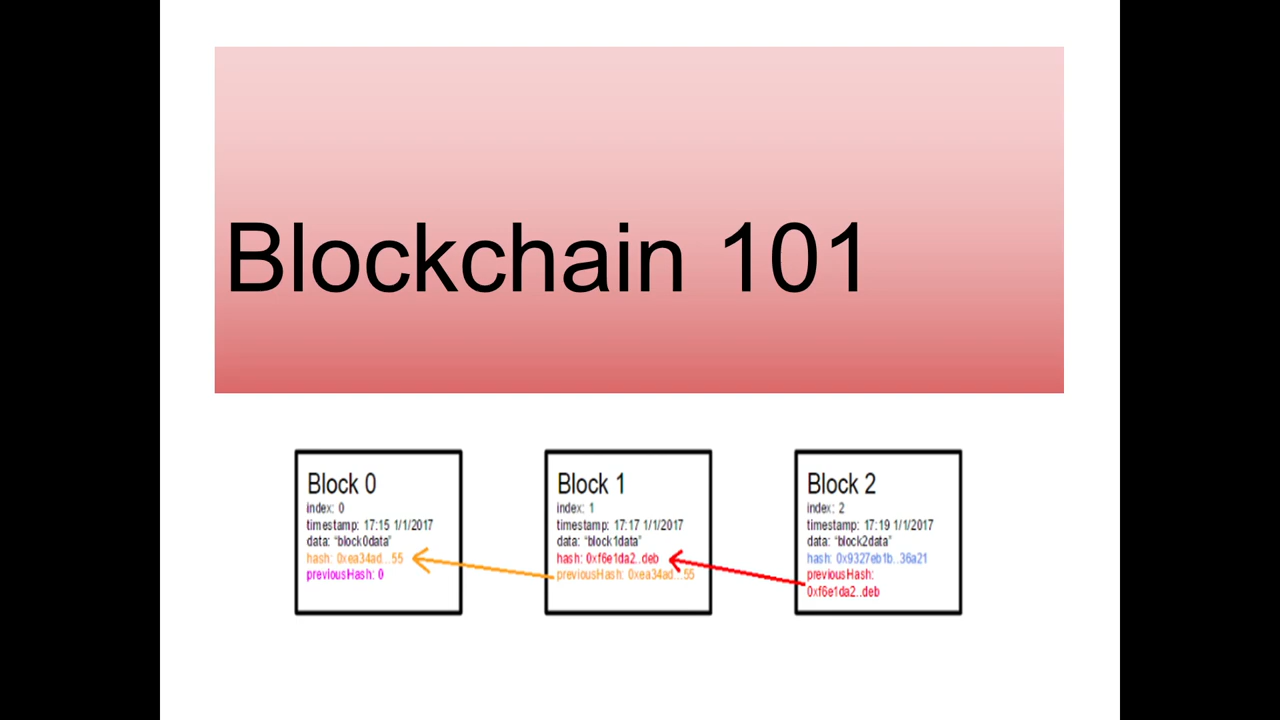 Blockchain 101
Block 0
index: 0
timestamp: 17:15 1/1/2017
data: "block0data"
hash: 0xea34ad...55
previousHash: 0
Block 1
index: 1
timestamp: 17:17 1/1/2017
data: "block1data"
hash: 0xf6e1da2..deb
previousHash: 0xea34ad...55
Block 2
index: 2
timestamp: 17:19 1/1/2017
data: "block2data"
hash: 0x9327eb1b..36a21
previousHash:
0xf6e1da2..deb